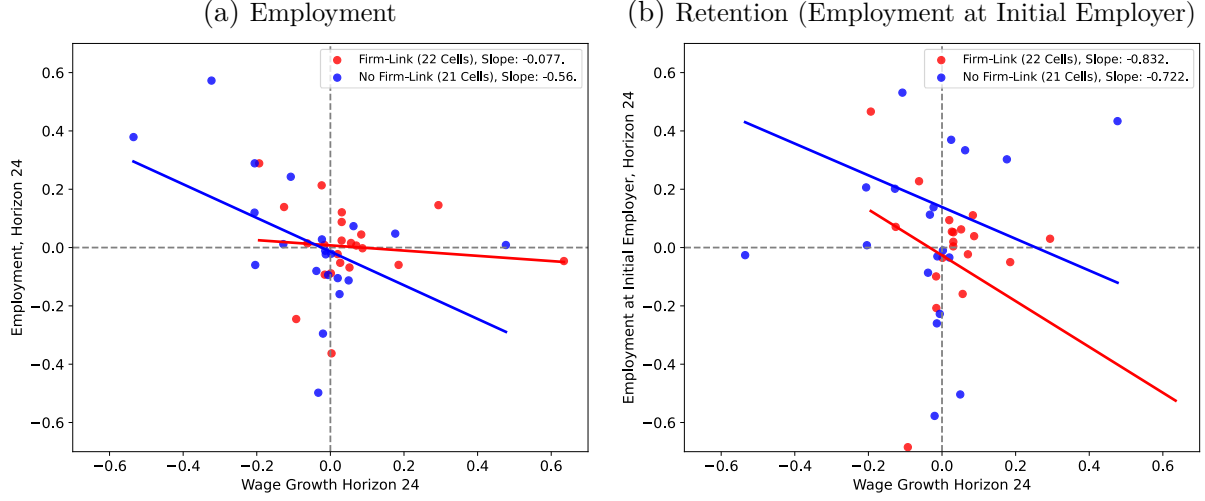 (a) Employment
Firm-Link (22 Cells), Slope: -0.077.
No Firm-Link (21 Cells), Slope: -0.56.
0.6
0.4
0.2
0.0
−0.2
−0.4
−0.6
Employment, Horizon 24
−0.6
−0.4
−0.2
0.0
0.2
0.4
0.6
Wage Growth Horizon 24
(b) Retention (Employment at Initial Employer)
Firm-Link (22 Cells), Slope: -0.832.
No Firm-Link (21 Cells), Slope: -0.722.
0.6
0.4
0.2
0.0
−0.2
−0.4
−0.6
Employment at Initial Employer, Horizon 24
−0.6
−0.4
−0.2
0.0
0.2
0.4
0.6
Wage Growth Horizon 24